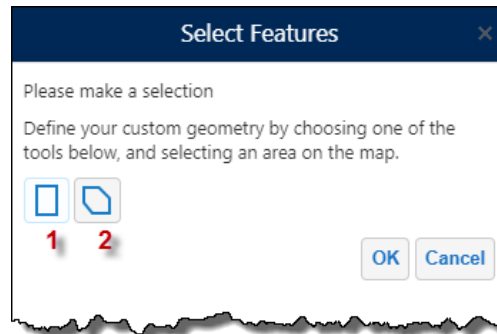 Select Features
Please make a selection
Define your custom geometry by choosing one of the
tools below, and selecting an area on the map.
1 2
OK Cancel